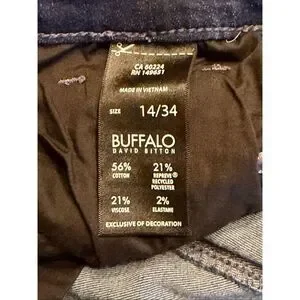 CA 60224
RN 149651
MADE IN VIETNAM
SIZE 14/34
BUFFALO
DAVID BITTON
56% 21%
COTTON REPREVE®
RECYCLED
POLYESTER
21% 2%
VISCOSE ELASTANE
EXCLUSIVE OF DECORATION